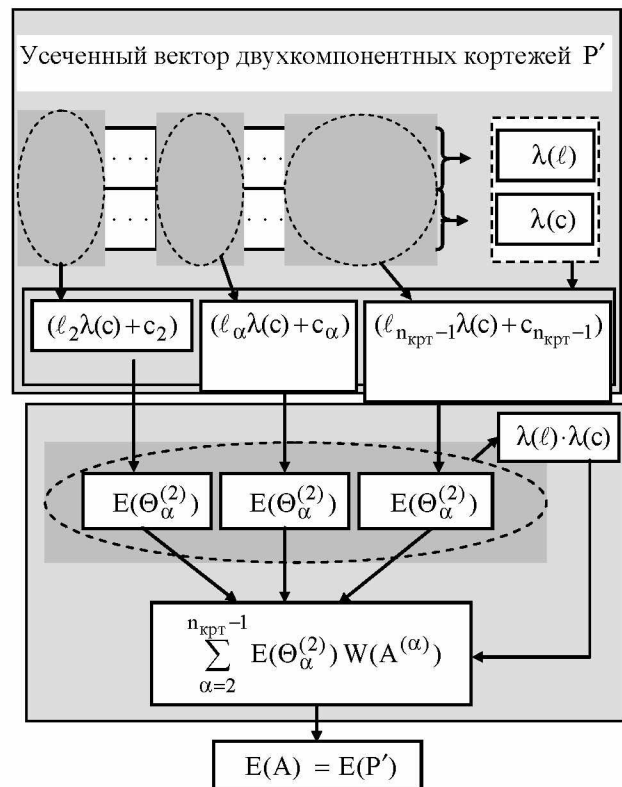 Усеченный вектор двухкомпонентных кортежей P′
. . . . . .
λ(ℓ)
. . . . . .
λ(c)
(ℓ₂λ(c)+c₂) (ℓ_α λ(c)+c_α) (ℓ_{n_крт−1} λ(c)+c_{n_крт−1})
λ(ℓ)·λ(c)
E(Θ_α^(2)) E(Θ_α^(2)) E(Θ_α^(2))
n_крт−1
∑ E(Θ_α^(2)) W(A^(α))
α=2
E(A) = E(P′)